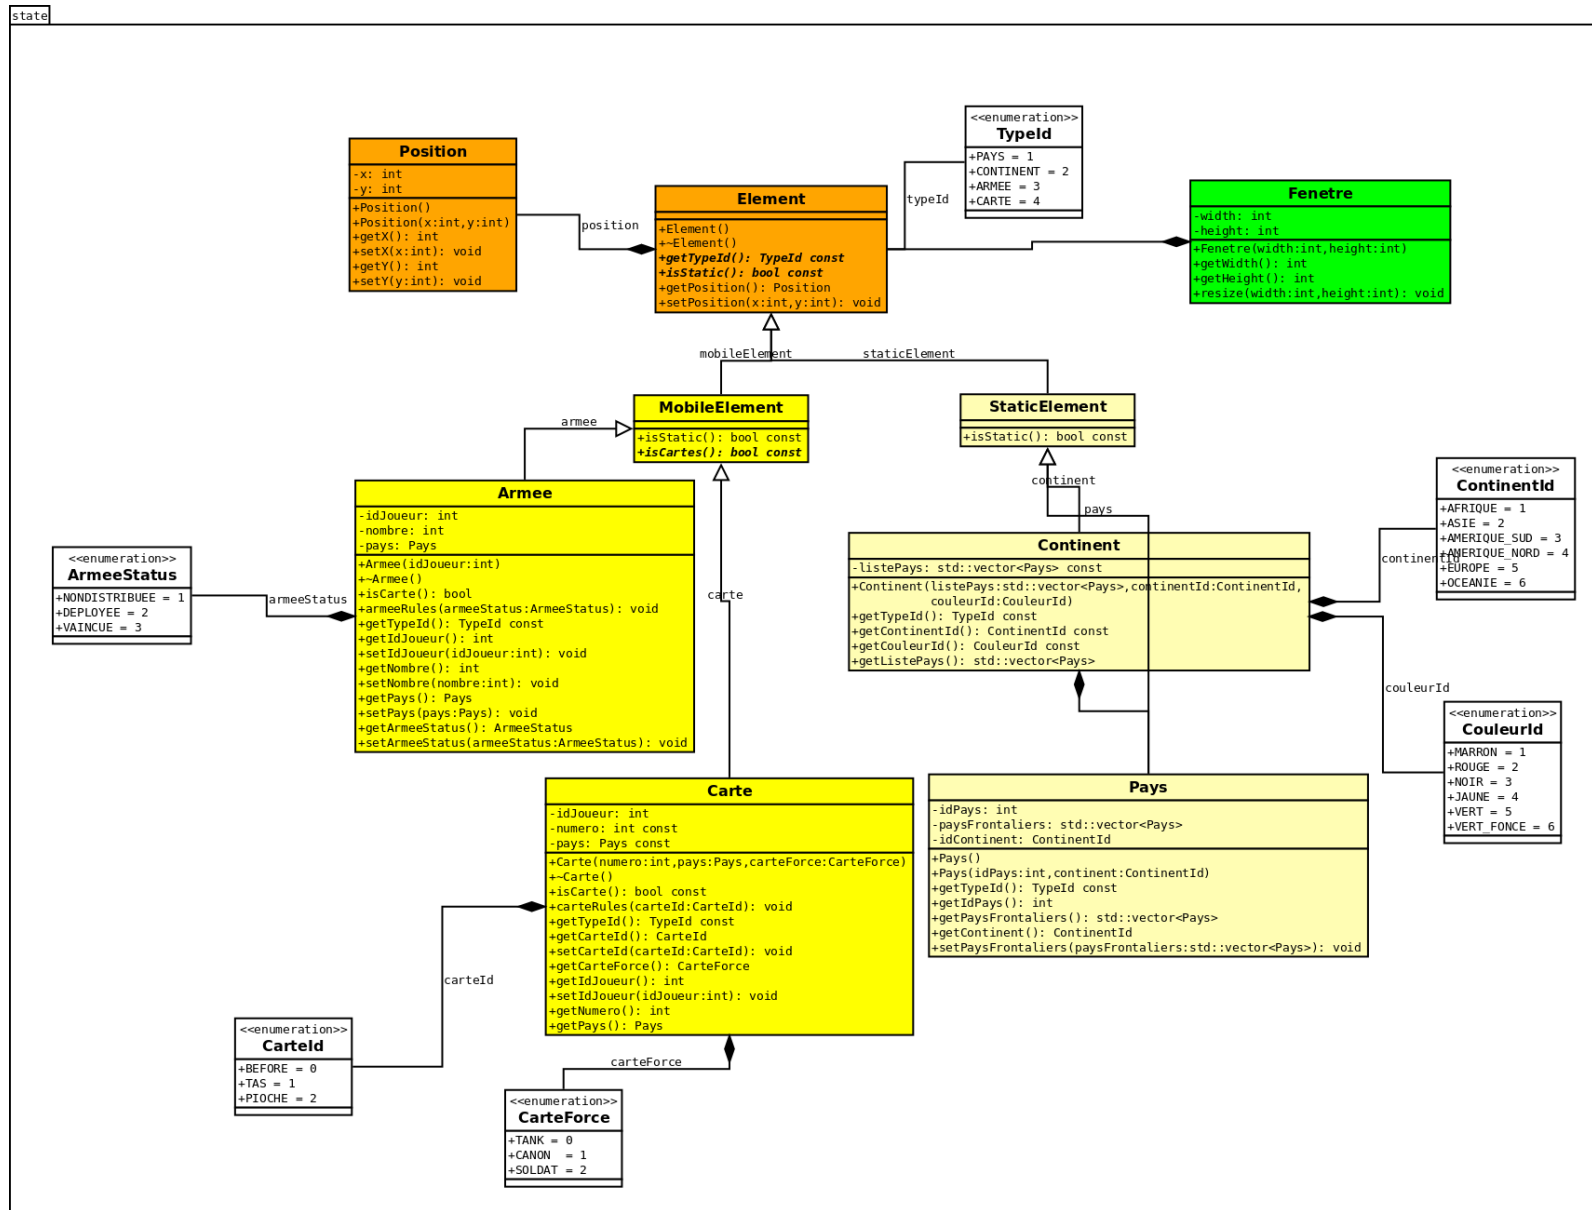 state
<<enumeration>>
TypeId
+PAYS = 1
+CONTINENT = 2
+ARMEE = 3
+CARTE = 4
Position
-x: int
-y: int
+Position()
+Position(x:int,y:int)
+getX(): int
+setX(x:int): void
+getY(): int
+setY(y:int): void
position
Element
+Element()
+~Element()
+getTypeId(): TypeId const
+isStatic(): bool const
+getPosition(): Position
+setPosition(x:int,y:int): void
typeId
Fenetre
-width: int
-height: int
+Fenetre(width:int,height:int)
+getWidth(): int
+getHeight(): int
+resize(width:int,height:int): void
mobileElement
staticElement
MobileElement
+isStatic(): bool const
+isCartes(): bool const
StaticElement
+isStatic(): bool const
armee
continent
pays
carte
Armee
-idJoueur: int
-nombre: int
-pays: Pays
+Armee(idJoueur:int)
+~Armee()
+isCarte(): bool
+armeeRules(armeeStatus:ArmeeStatus): void
+getTypeId(): TypeId const
+getIdJoueur(): int
+setIdJoueur(idJoueur:int): void
+getNombre(): int
+setNombre(nombre:int): void
+getPays(): Pays
+setPays(pays:Pays): void
+getArmeeStatus(): ArmeeStatus
+setArmeeStatus(armeeStatus:ArmeeStatus): void
<<enumeration>>
ArmeeStatus
+NONDISTRIBUEE = 1
+DEPLOYEE = 2
+VAINCUE = 3
armeeStatus
Continent
-listePays: std::vector<Pays> const
+Continent(listePays:std::vector<Pays>,continentId:ContinentId,
couleurId:CouleurId)
+getTypeId(): TypeId const
+getContinentId(): ContinentId const
+getCouleurId(): CouleurId const
+getListePays(): std::vector<Pays>
<<enumeration>>
ContinentId
+AFRIQUE = 1
+ASIE = 2
+AMERIQUE_SUD = 3
+AMERIQUE_NORD = 4
+EUROPE = 5
+OCEANIE = 6
continentId
couleurId
<<enumeration>>
CouleurId
+MARRON = 1
+ROUGE = 2
+NOIR = 3
+JAUNE = 4
+VERT = 5
+VERT_FONCE = 6
Carte
-idJoueur: int
-numero: int const
-pays: Pays const
+Carte(numero:int,pays:Pays,carteForce:CarteForce)
+~Carte()
+isCarte(): bool const
+carteRules(carteId:CarteId): void
+getTypeId(): TypeId const
+getCarteId(): CarteId
+setCarteId(carteId:CarteId): void
+getCarteForce(): CarteForce
+getIdJoueur(): int
+setIdJoueur(idJoueur:int): void
+getNumero(): int
+getPays(): Pays
Pays
-idPays: int
-paysFrontaliers: std::vector<Pays>
-idContinent: ContinentId
+Pays()
+Pays(idPays:int,continent:ContinentId)
+getTypeId(): TypeId const
+getIdPays(): int
+getPaysFrontaliers(): std::vector<Pays>
+getContinent(): ContinentId
+setPaysFrontaliers(paysFrontaliers:std::vector<Pays>): void
carteId
<<enumeration>>
CarteId
+BEFORE = 0
+TAS = 1
+PIOCHE = 2
carteForce
<<enumeration>>
CarteForce
+TANK = 0
+CANON  = 1
+SOLDAT = 2